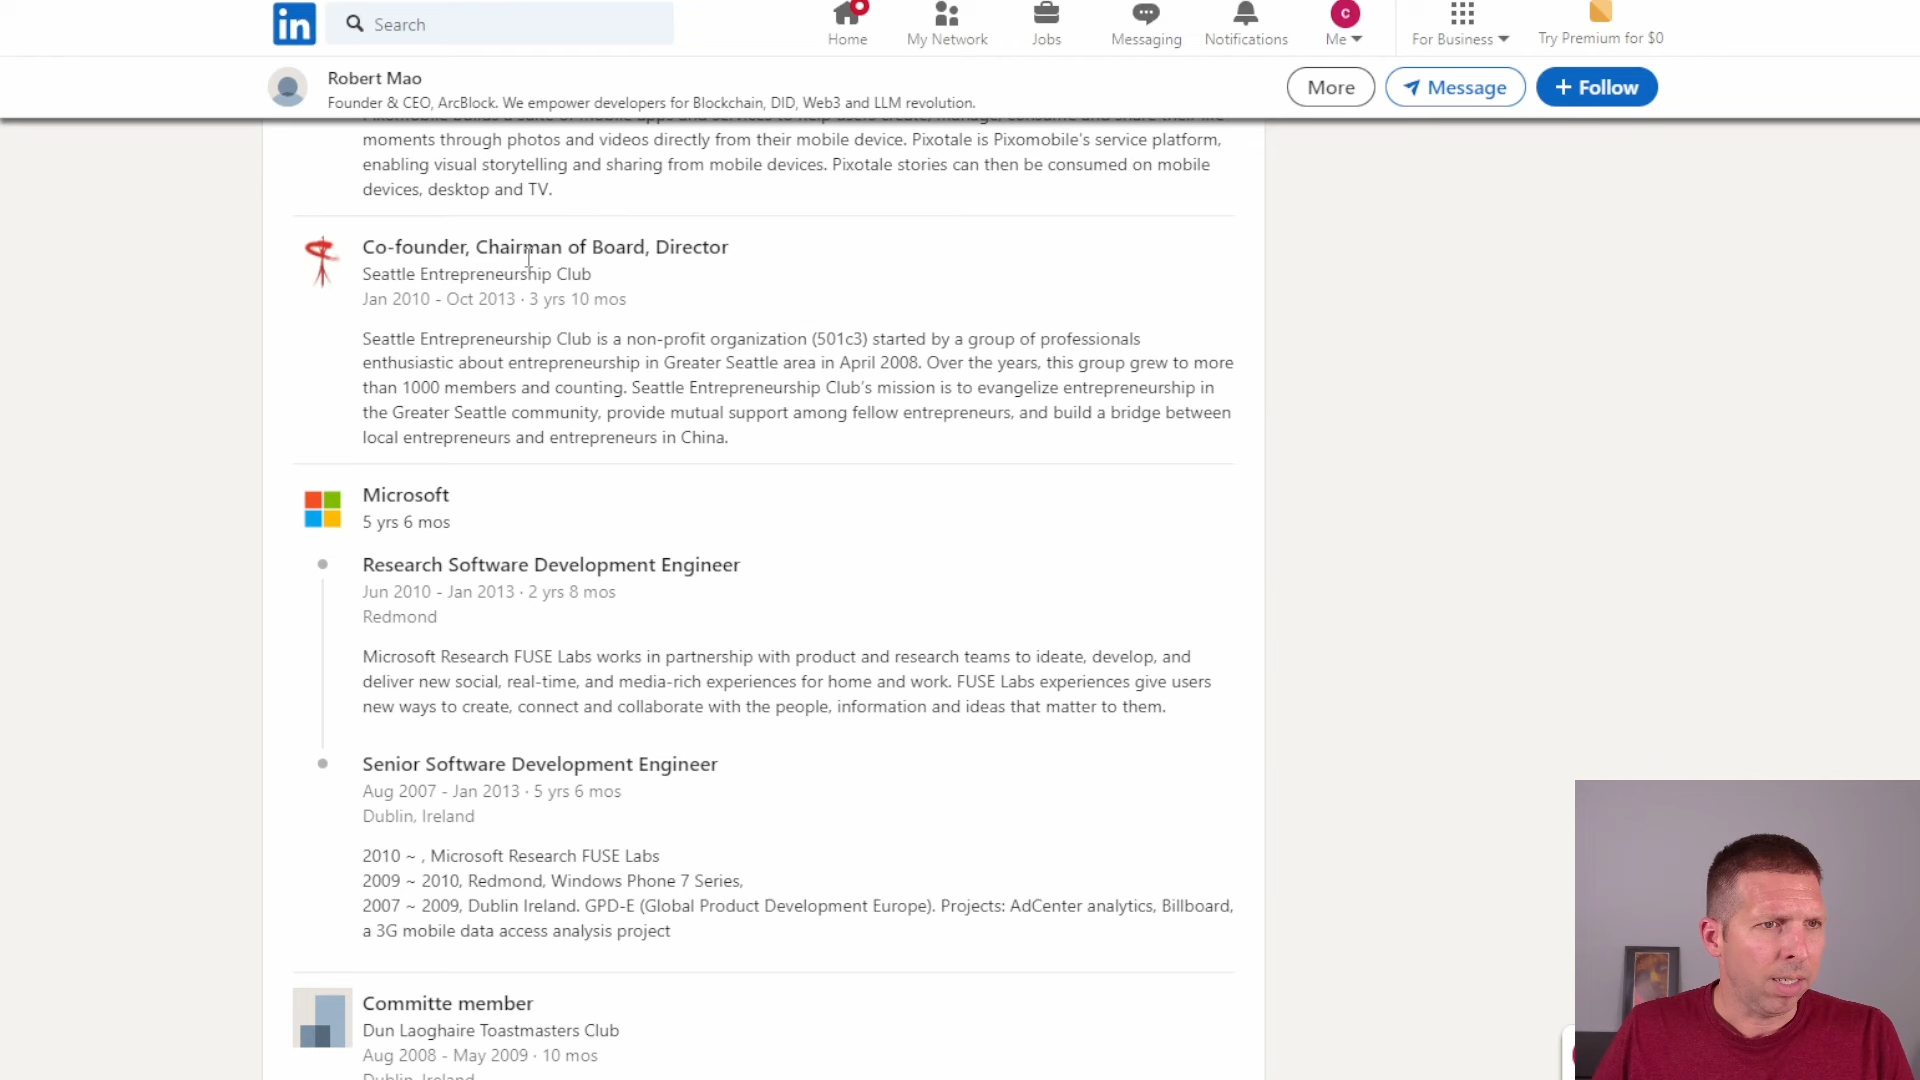 in
Search
Home
My Network
Jobs
Messaging
Notifications
Me
For Business
Try Premium for $0
C
Robert Mao
Founder & CEO, ArcBlock. We empower developers for Blockchain, DID, Web3 and LLM revolution.
More
Message
+ Follow
moments through photos and videos directly from their mobile device. Pixotale is Pixomobile's service platform,
enabling visual storytelling and sharing from mobile devices. Pixotale stories can then be consumed on mobile
devices, desktop and TV.
Co-founder, Chairman of Board, Director
Seattle Entrepreneurship Club
Jan 2010 - Oct 2013 · 3 yrs 10 mos
Seattle Entrepreneurship Club is a non-profit organization (501c3) started by a group of professionals
enthusiastic about entrepreneurship in Greater Seattle area in April 2008. Over the years, this group grew to more
than 1000 members and counting. Seattle Entrepreneurship Club's mission is to evangelize entrepreneurship in
the Greater Seattle community, provide mutual support among fellow entrepreneurs, and build a bridge between
local entrepreneurs and entrepreneurs in China.
Microsoft
5 yrs 6 mos
Research Software Development Engineer
Jun 2010 - Jan 2013 · 2 yrs 8 mos
Redmond
Microsoft Research FUSE Labs works in partnership with product and research teams to ideate, develop, and
deliver new social, real-time, and media-rich experiences for home and work. FUSE Labs experiences give users
new ways to create, connect and collaborate with the people, information and ideas that matter to them.
Senior Software Development Engineer
Aug 2007 - Jan 2013 · 5 yrs 6 mos
Dublin, Ireland
2010 ~ , Microsoft Research FUSE Labs
2009 ~ 2010, Redmond, Windows Phone 7 Series,
2007 ~ 2009, Dublin Ireland. GPD-E (Global Product Development Europe). Projects: AdCenter analytics, Billboard,
a 3G mobile data access analysis project
Committe member
Dun Laoghaire Toastmasters Club
Aug 2008 - May 2009 · 10 mos
Dublin, Ireland